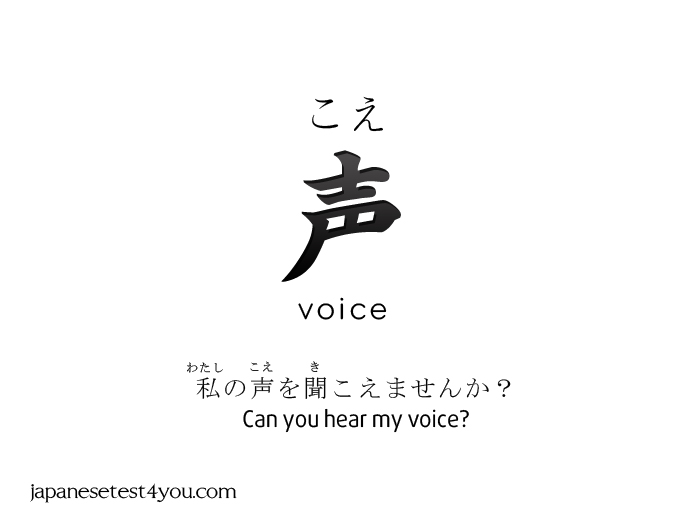 こえ
声
voice
わたし こえ き
私の声を聞こえませんか？
Can you hear my voice?
japanesetest4you.com